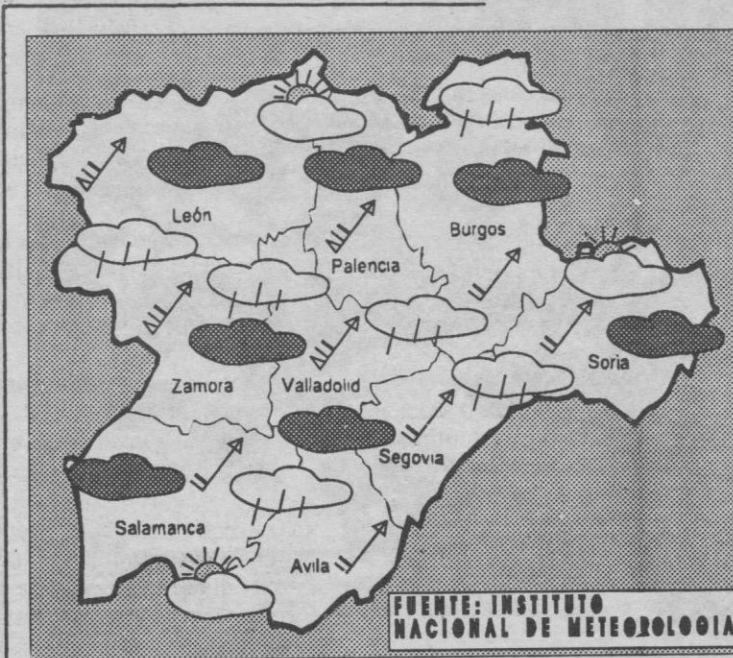 León
Burgos
Palencia
Soria
Zamora
Valladolid
Segovia
Salamanca
Avila
FUENTE: INSTITUTO
NACIONAL DE METEOROLOGIA